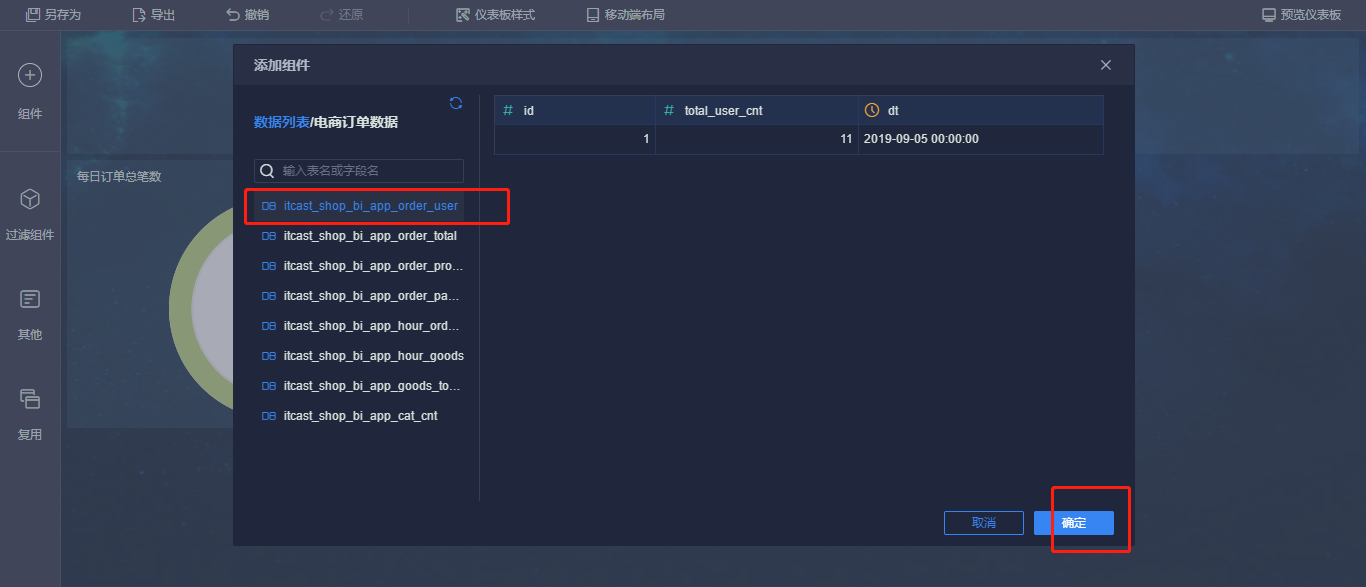 另存为 导出 撤销 还原 仪表板样式 移动端布局 预览仪表板
组件
过滤组件
其他
复用
每日订单总笔数
添加组件
数据列表/电商订单数据
输入表名或字段名
DB itcast_shop_bi_app_order_user
DB itcast_shop_bi_app_order_total
DB itcast_shop_bi_app_order_pro...
DB itcast_shop_bi_app_order_pa...
DB itcast_shop_bi_app_hour_ord...
DB itcast_shop_bi_app_hour_goods
DB itcast_shop_bi_app_goods_to...
DB itcast_shop_bi_app_cat_cnt
# id # total_user_cnt dt
1 11 2019-09-05 00:00:00
取消 确定